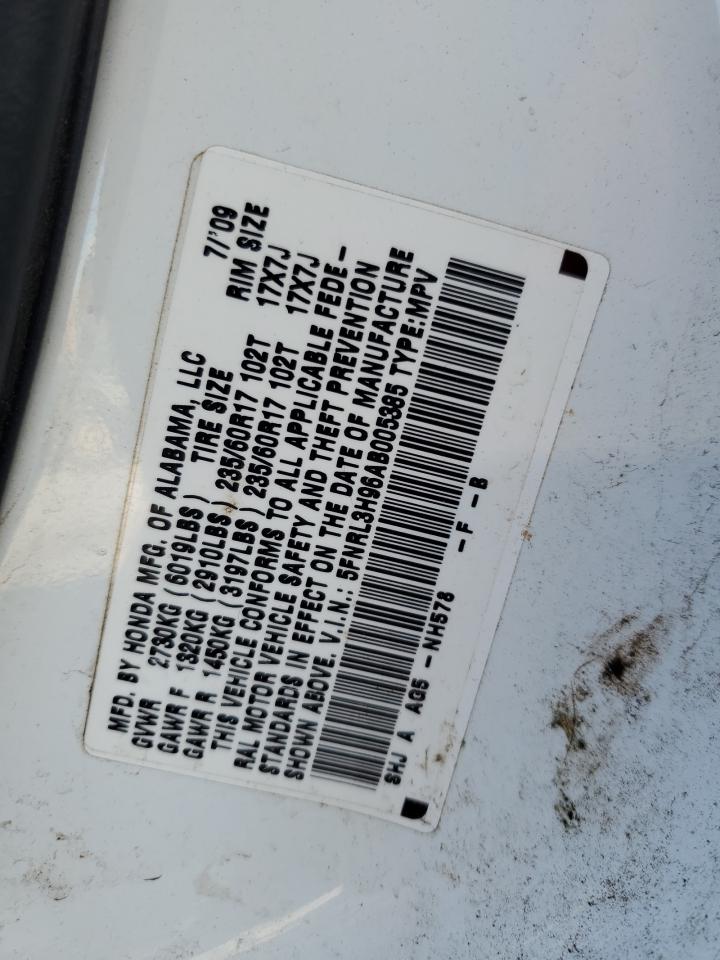 MFD. BY HONDA MFG. OF ALABAMA, LLC 7/'09
GVWR 2730KG (6019LBS) TIRE SIZE RIM SIZE
GAWR F 1320KG (2910LBS) 235/60R17 102T 17X7J
GAWR R 1450KG (3197LBS) 235/60R17 102T 17X7J
THIS VEHICLE CONFORMS TO ALL APPLICABLE FEDE-
RAL MOTOR VEHICLE SAFETY AND THEFT PREVENTION
STANDARDS IN EFFECT ON THE DATE OF MANUFACTURE
SHOWN ABOVE. V.I.N.: 5FNRL3H96AB005385 TYPE:MPV
SHJ A AG5 -NH578 -F -B